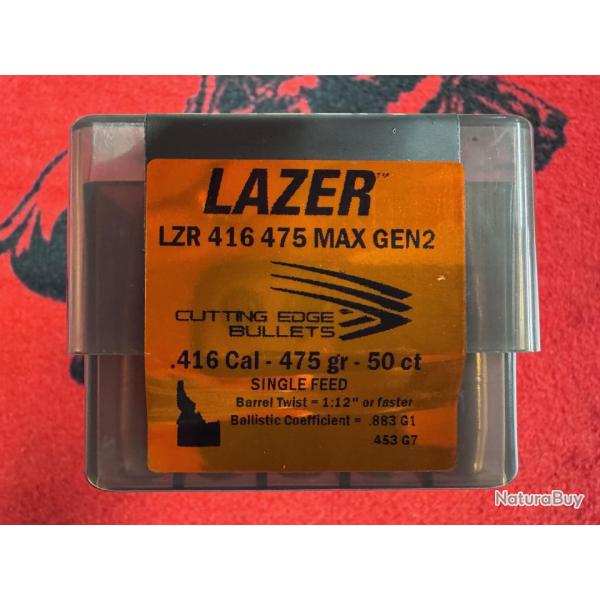 LAZER™
LZR 416 475 MAX GEN2
CUTTING EDGE
BULLETS
.416 Cal - 475 gr - 50 ct
SINGLE FEED
Barrel Twist = 1:12" or faster
Ballistic Coefficient = .883 G1
.453 G7
NaturaBuy